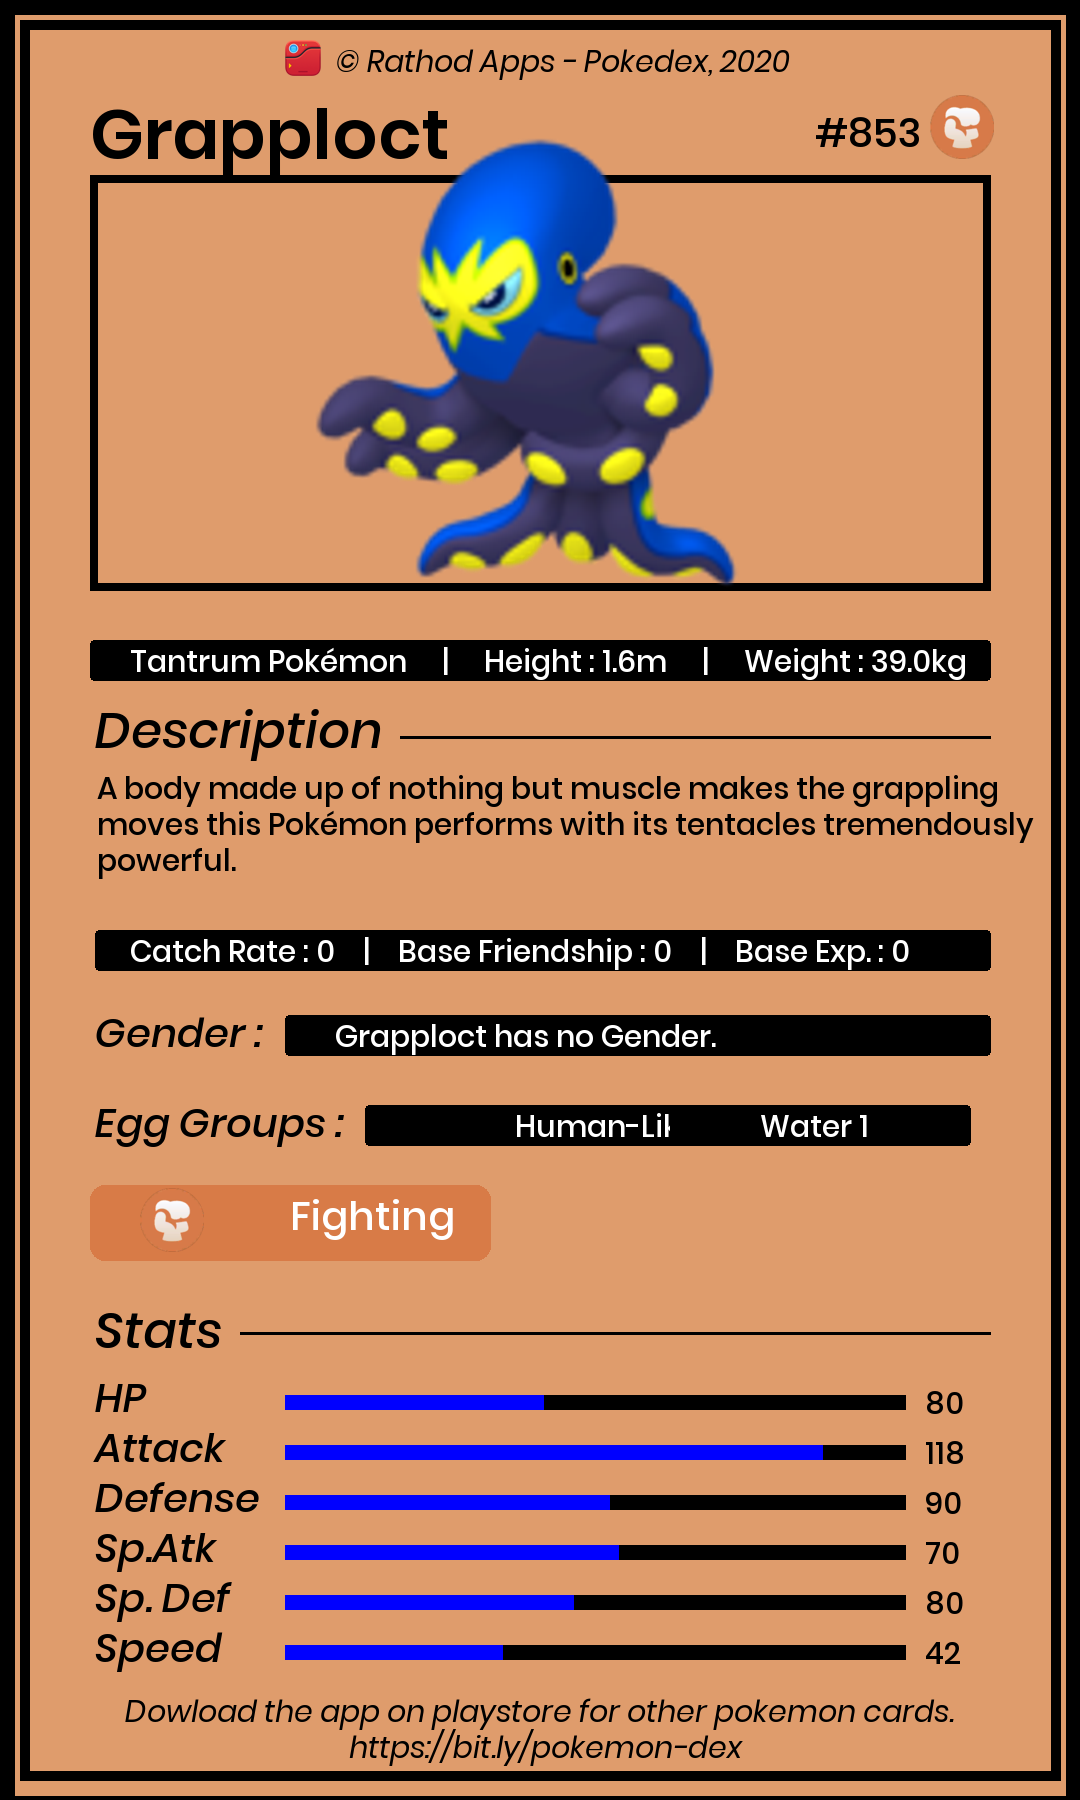 © Rathod Apps - Pokedex, 2020
Grapploct
#853
Tantrum Pokémon | Height : 1.6m | Weight : 39.0kg
Description
A body made up of nothing but muscle makes the grappling
moves this Pokémon performs with its tentacles tremendously
powerful.
Catch Rate : 0 | Base Friendship : 0 | Base Exp. : 0
Gender : Grapploct has no Gender.
Egg Groups : Human-Lik Water 1
Fighting
Stats
HP 80
Attack 118
Defense 90
Sp.Atk 70
Sp. Def 80
Speed 42
Dowload the app on playstore for other pokemon cards.
https://bit.ly/pokemon-dex